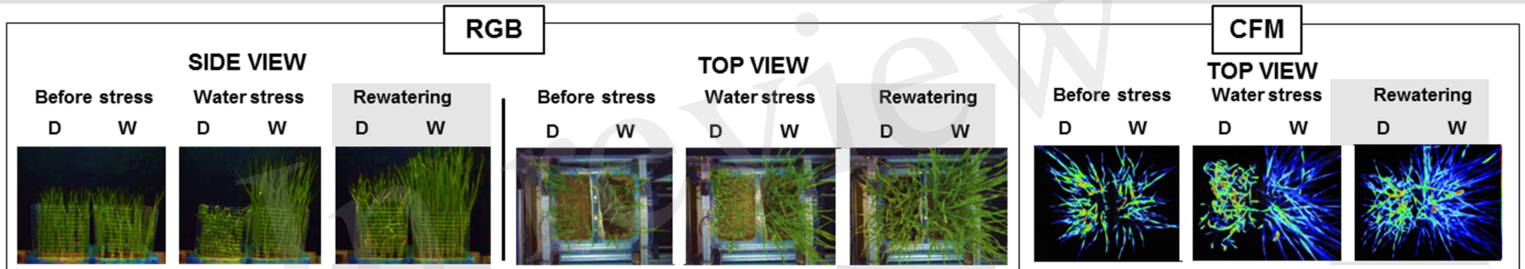 RGB
CFM
SIDE VIEW
TOP VIEW
TOP VIEW
Before stress Water stress Rewatering Before stress Water stress Rewatering Before stress Water stress Rewatering
D W D W D W D W D W D W D W D W D W
In review